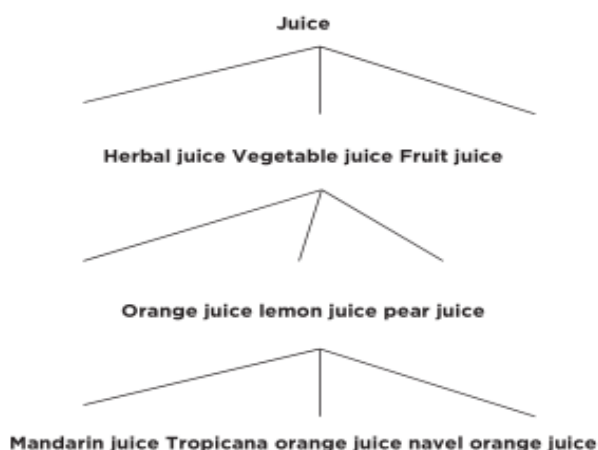 Juice
Herbal juice Vegetable juice Fruit juice
Orange juice lemon juice pear juice
Mandarin juice Tropicana orange juice navel orange juice